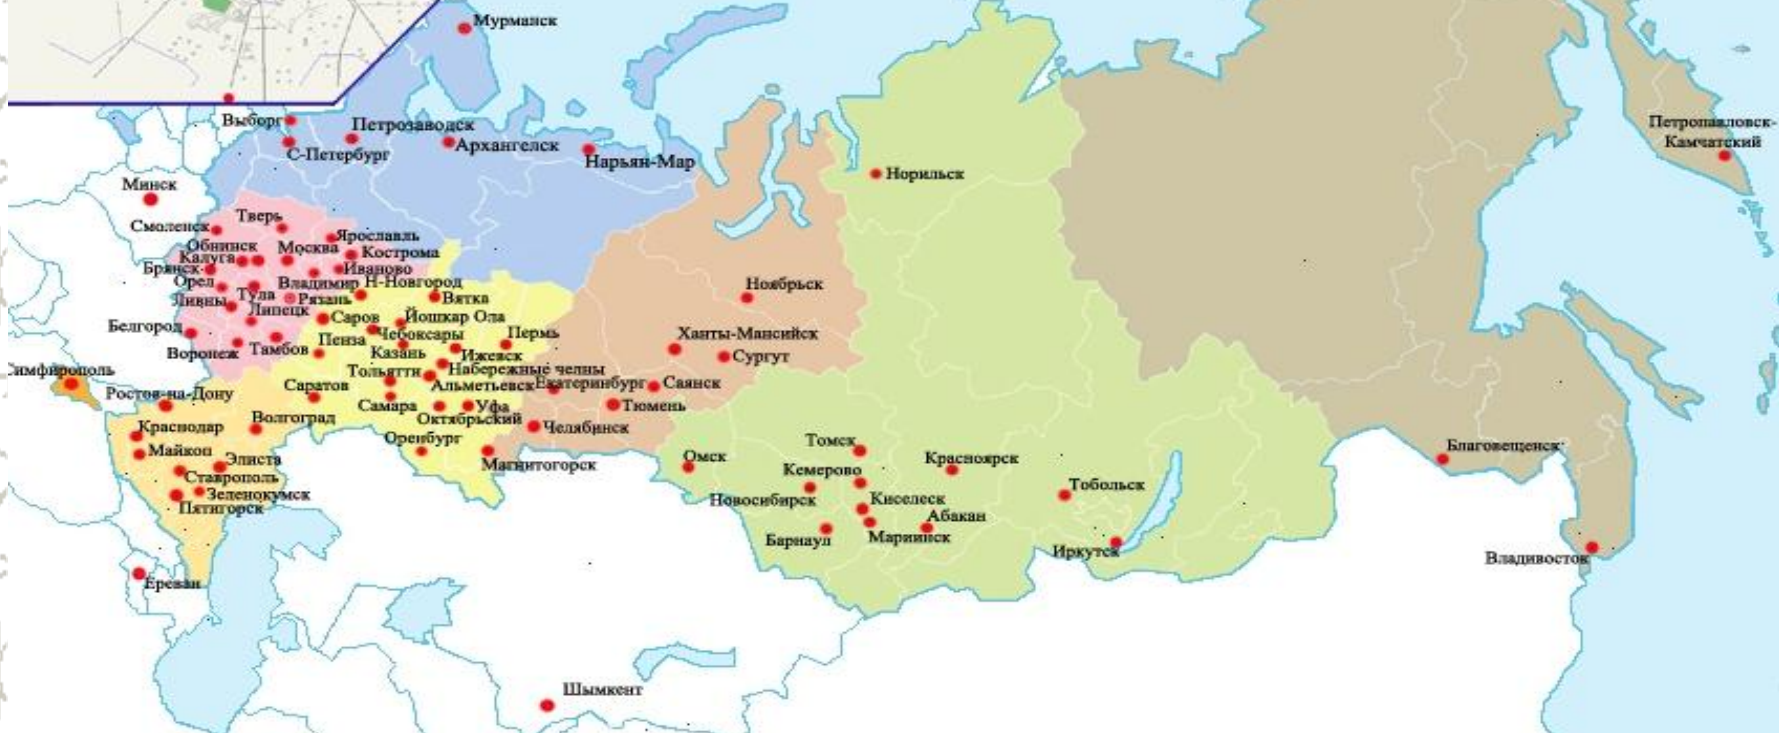 Мурманск
Выборг
Петрозаводск
С-Петербург
Архангельск
Нарьян-Мар
Петропавловск-
Камчатский
Норильск
Минск
Смоленск
Тверь
Ярославль
Обнинск
Москва
Кострома
Калуга
Брянск
Иваново
Орел
Владимир
Н-Новгород
Ливны
Тула
Рязань
Вятка
Ноябрьск
Липецк
Саров
Йошкар Ола
Белгород
Чебоксары
Пермь
Ханты-Мансийск
Пенза
Воронеж
Тамбов
Казань
Ижевск
Сургут
Симфирополь
Тольятти
Набережные челны
Саратов
Альметьевск
Екатеринбург
Саянск
Ростов-на-Дону
Самара
Уфа
Тюмень
Волгоград
Октябрьский
Краснодар
Челябинск
Оренбург
Майкоп
Элиста
Магнитогорск
Омск
Томск
Красноярск
Благовещенск
Ставрополь
Кемерово
Тобольск
Зеленокумск
Новосибирск
Киселеск
Пятигорск
Абакан
Барнаул
Мариинск
Иркутск
Владивосток
Ереван
Шымкент